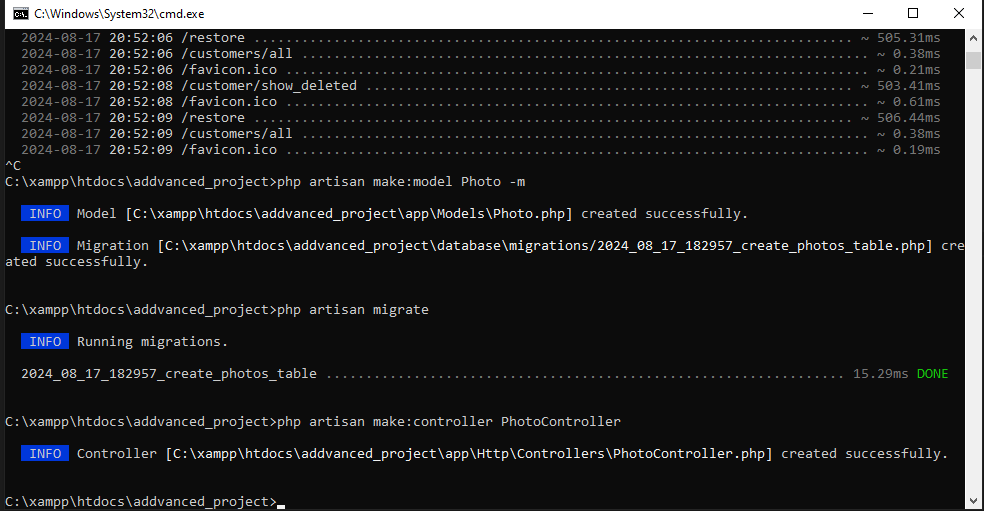 C:\Windows\System32\cmd.exe
2024-08-17 20:52:06 /restore ........................................................................... ~ 505.31ms
2024-08-17 20:52:06 /customers/all ....................................................................... ~ 0.38ms
2024-08-17 20:52:06 /favicon.ico ......................................................................... ~ 0.21ms
2024-08-17 20:52:08 /customer/show_deleted ............................................................. ~ 503.41ms
2024-08-17 20:52:08 /favicon.ico ......................................................................... ~ 0.61ms
2024-08-17 20:52:09 /restore ........................................................................... ~ 506.44ms
2024-08-17 20:52:09 /customers/all ....................................................................... ~ 0.38ms
2024-08-17 20:52:09 /favicon.ico ......................................................................... ~ 0.19ms
^C
C:\xampp\htdocs\addvanced_project>php artisan make:model Photo -m
INFO Model [C:\xampp\htdocs\addvanced_project\app\Models\Photo.php] created successfully.
INFO Migration [C:\xampp\htdocs\addvanced_project\database\migrations/2024_08_17_182957_create_photos_table.php] cre
ated successfully.
C:\xampp\htdocs\addvanced_project>php artisan migrate
INFO Running migrations.
2024_08_17_182957_create_photos_table ................................................................. 15.29ms DONE
C:\xampp\htdocs\addvanced_project>php artisan make:controller PhotoController
INFO Controller [C:\xampp\htdocs\addvanced_project\app\Http\Controllers\PhotoController.php] created successfully.
C:\xampp\htdocs\addvanced_project>